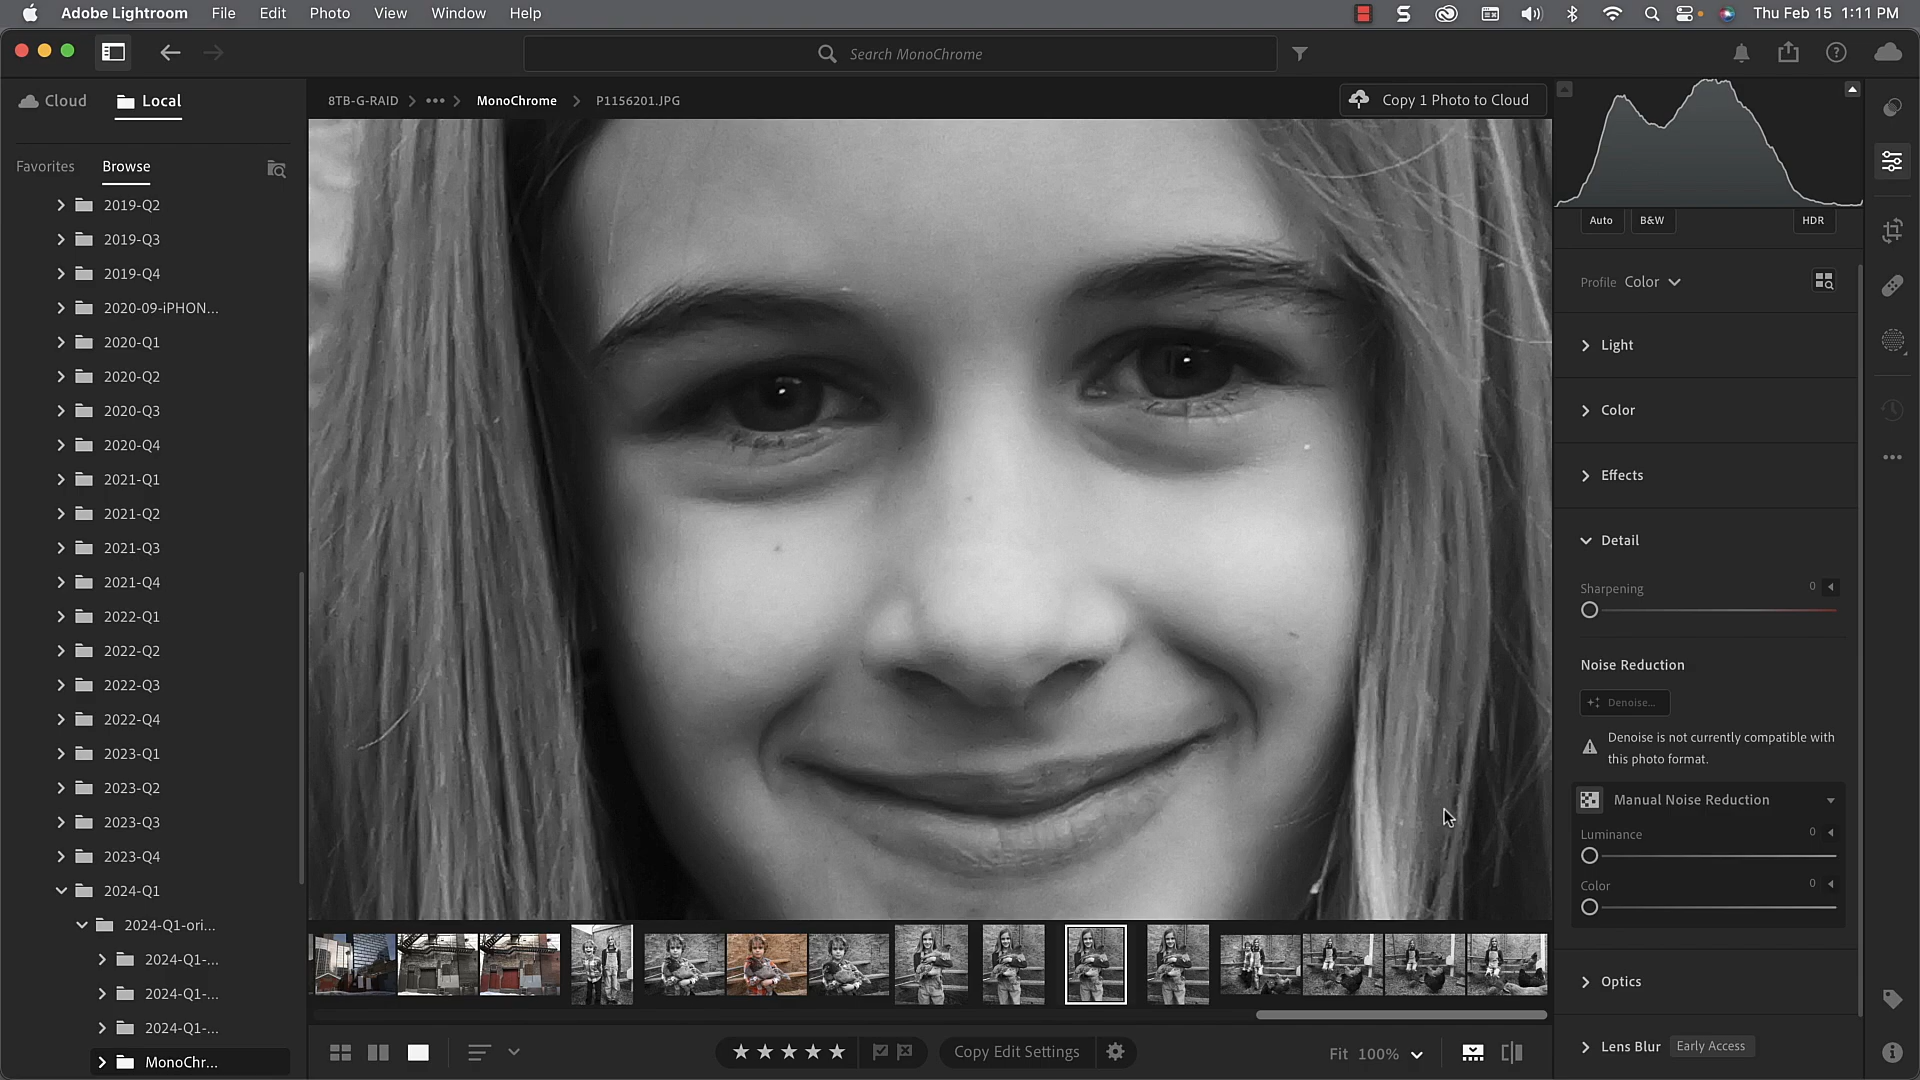 Adobe Lightroom File Edit Photo View Window Help
Thu Feb 15 1:11 PM
Search MonoChrome
Cloud Local
8TB-G-RAID ••• MonoChrome P1156201.JPG
Copy 1 Photo to Cloud
Favorites Browse
2019-Q2
2019-Q3
2019-Q4
2020-09-iPHON...
2020-Q1
2020-Q2
2020-Q3
2020-Q4
2021-Q1
2021-Q2
2021-Q3
2021-Q4
2022-Q1
2022-Q2
2022-Q3
2022-Q4
2023-Q1
2023-Q2
2023-Q3
2023-Q4
2024-Q1
2024-Q1-ori...
2024-Q1-...
2024-Q1-...
2024-Q1-...
MonoChr...
Auto B&W HDR
Profile Color
Light
Color
Effects
Detail
Sharpening 0
Noise Reduction
Denoise...
Denoise is not currently compatible with
this photo format.
Manual Noise Reduction
Luminance 0
Color 0
Optics
Lens Blur Early Access
Copy Edit Settings
Fit 100%